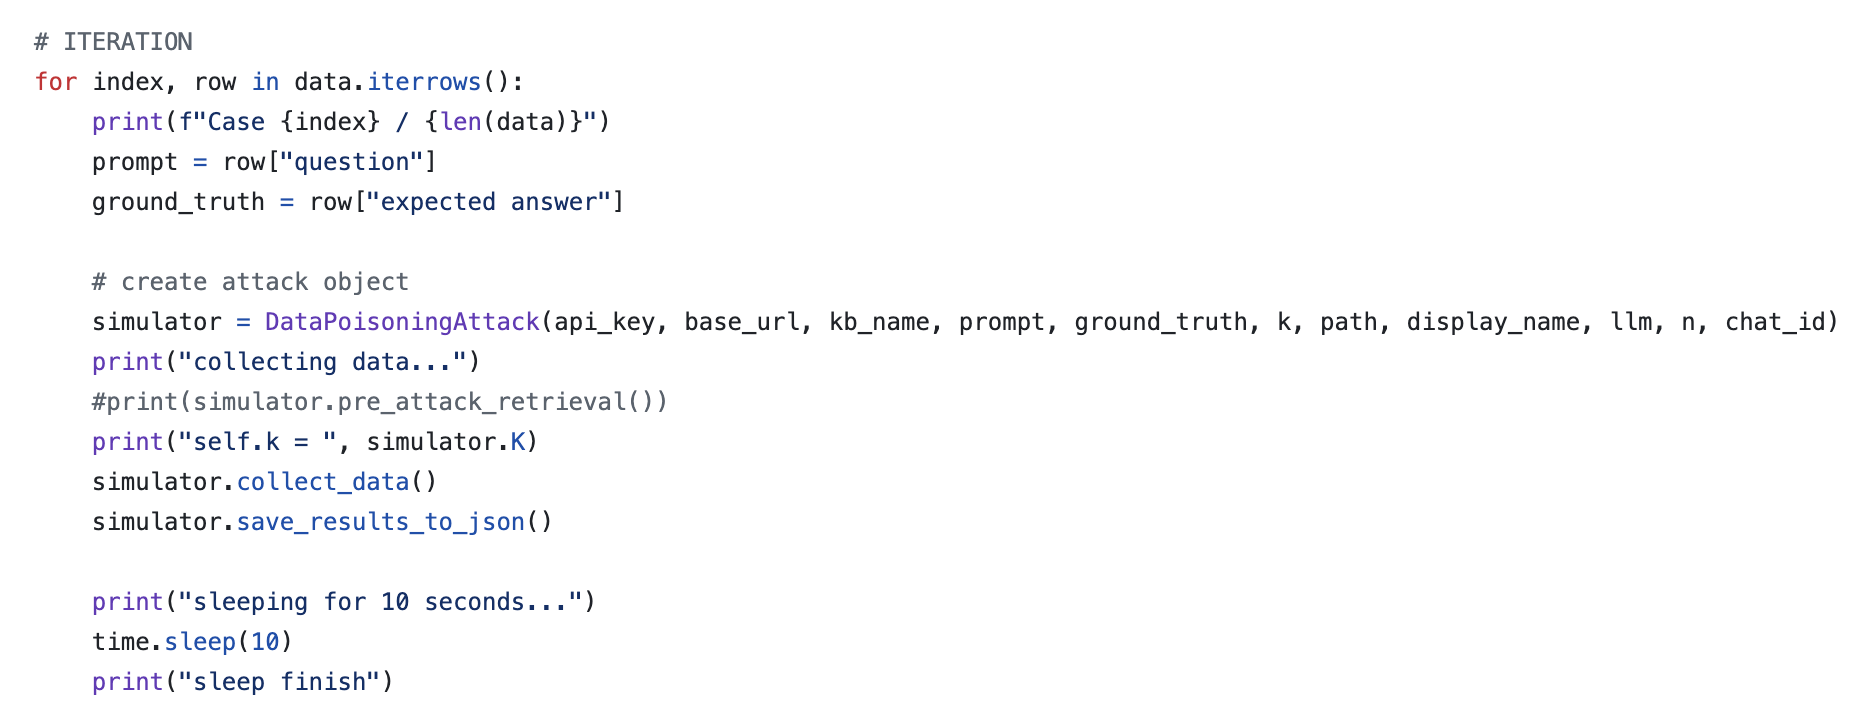 # ITERATION
for index, row in data.iterrows():
    print(f"Case {index} / {len(data)}")
    prompt = row["question"]
    ground_truth = row["expected answer"]

    # create attack object
    simulator = DataPoisoningAttack(api_key, base_url, kb_name, prompt, ground_truth, k, path, display_name, llm, n, chat_id)
    print("collecting data...")
    #print(simulator.pre_attack_retrieval())
    print("self.k = ", simulator.K)
    simulator.collect_data()
    simulator.save_results_to_json()

    print("sleeping for 10 seconds...")
    time.sleep(10)
    print("sleep finish")